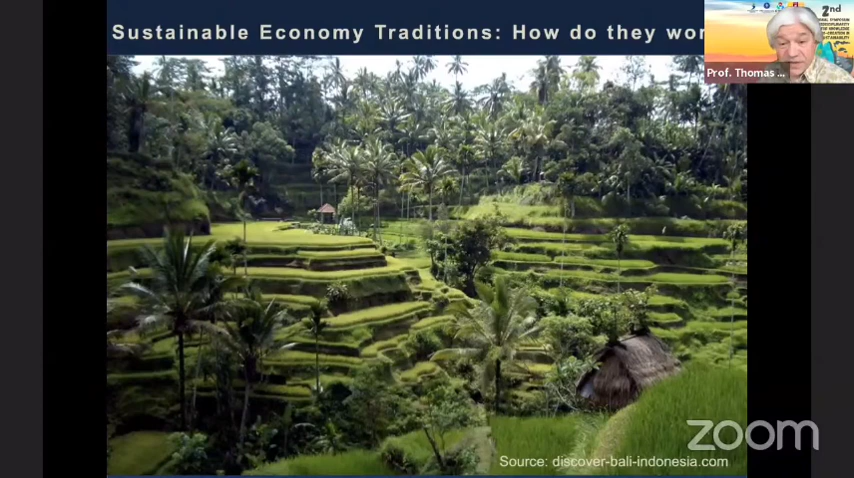 Sustainable Economy Traditions: How do they wor
2nd
Prof. Thomas ...
zoom
Source: discover-bali-indonesia.com